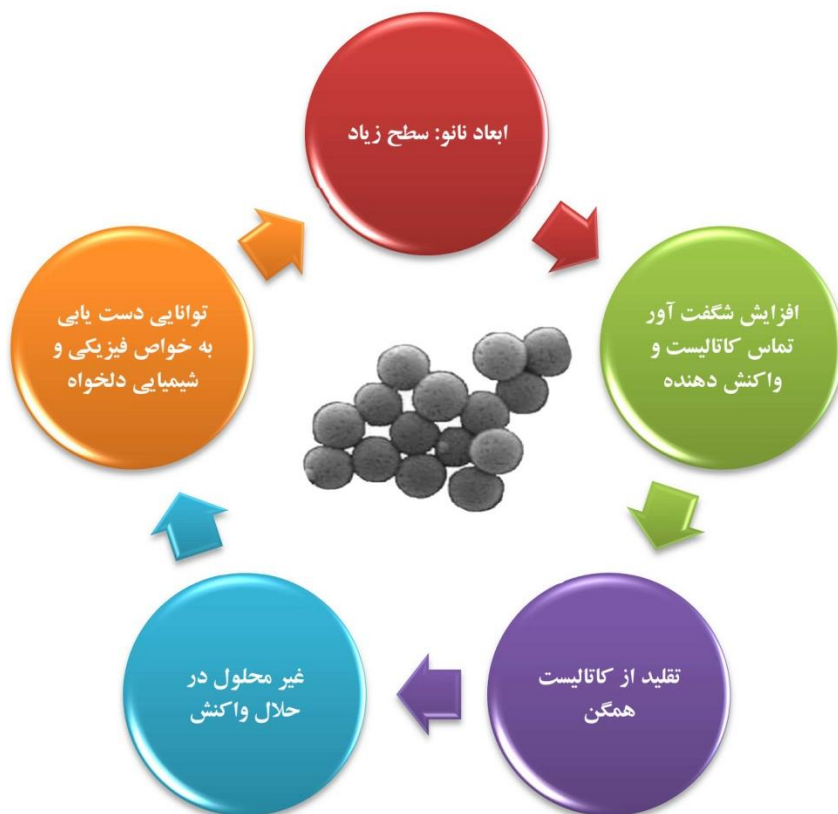 ابعاد نانو: سطح زیاد
افزایش شگفت آور
تماس کاتالیست و
واکنش دهنده
تقلید از کاتالیست
همگن
غیر محلول در
حلال واکنش
توانایی دست یابی
به خواص فیزیکی و
شیمیایی دلخواه